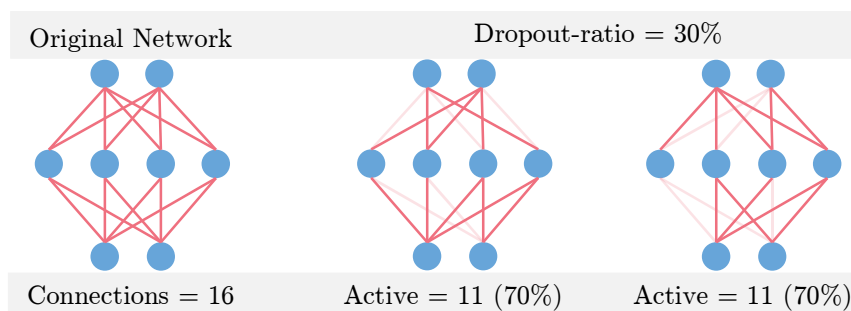 Original Network
Dropout-ratio = 30%
Connections = 16
Active = 11 (70%)
Active = 11 (70%)